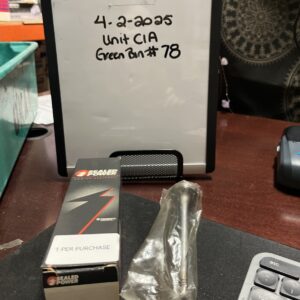 4-2-2025
Unit C1A
Green Bin# 78
SEALED
POWER
1-PER PURCHASE
SEALED
POWER